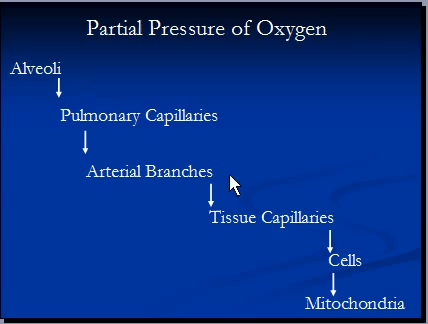 Partial Pressure of Oxygen
Alveoli
Pulmonary Capillaries
Arterial Branches
Tissue Capillaries
Cells
Mitochondria